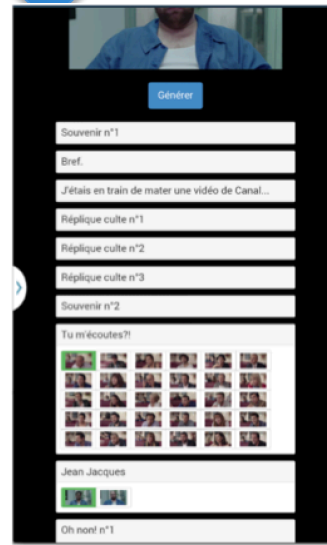 Générer
Souvenir n°1
Bref.
J'étais en train de mater une vidéo de Canal...
Réplique culte n°1
Réplique culte n°2
Réplique culte n°3
Souvenir n°2
Tu m'écoutes?!
Jean Jacques
Oh non! n°1